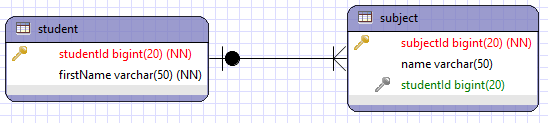 student
studentId bigint(20) (NN)
firstName varchar(50) (NN)
subject
subjectId bigint(20) (NN)
name varchar(50)
studentId bigint(20)